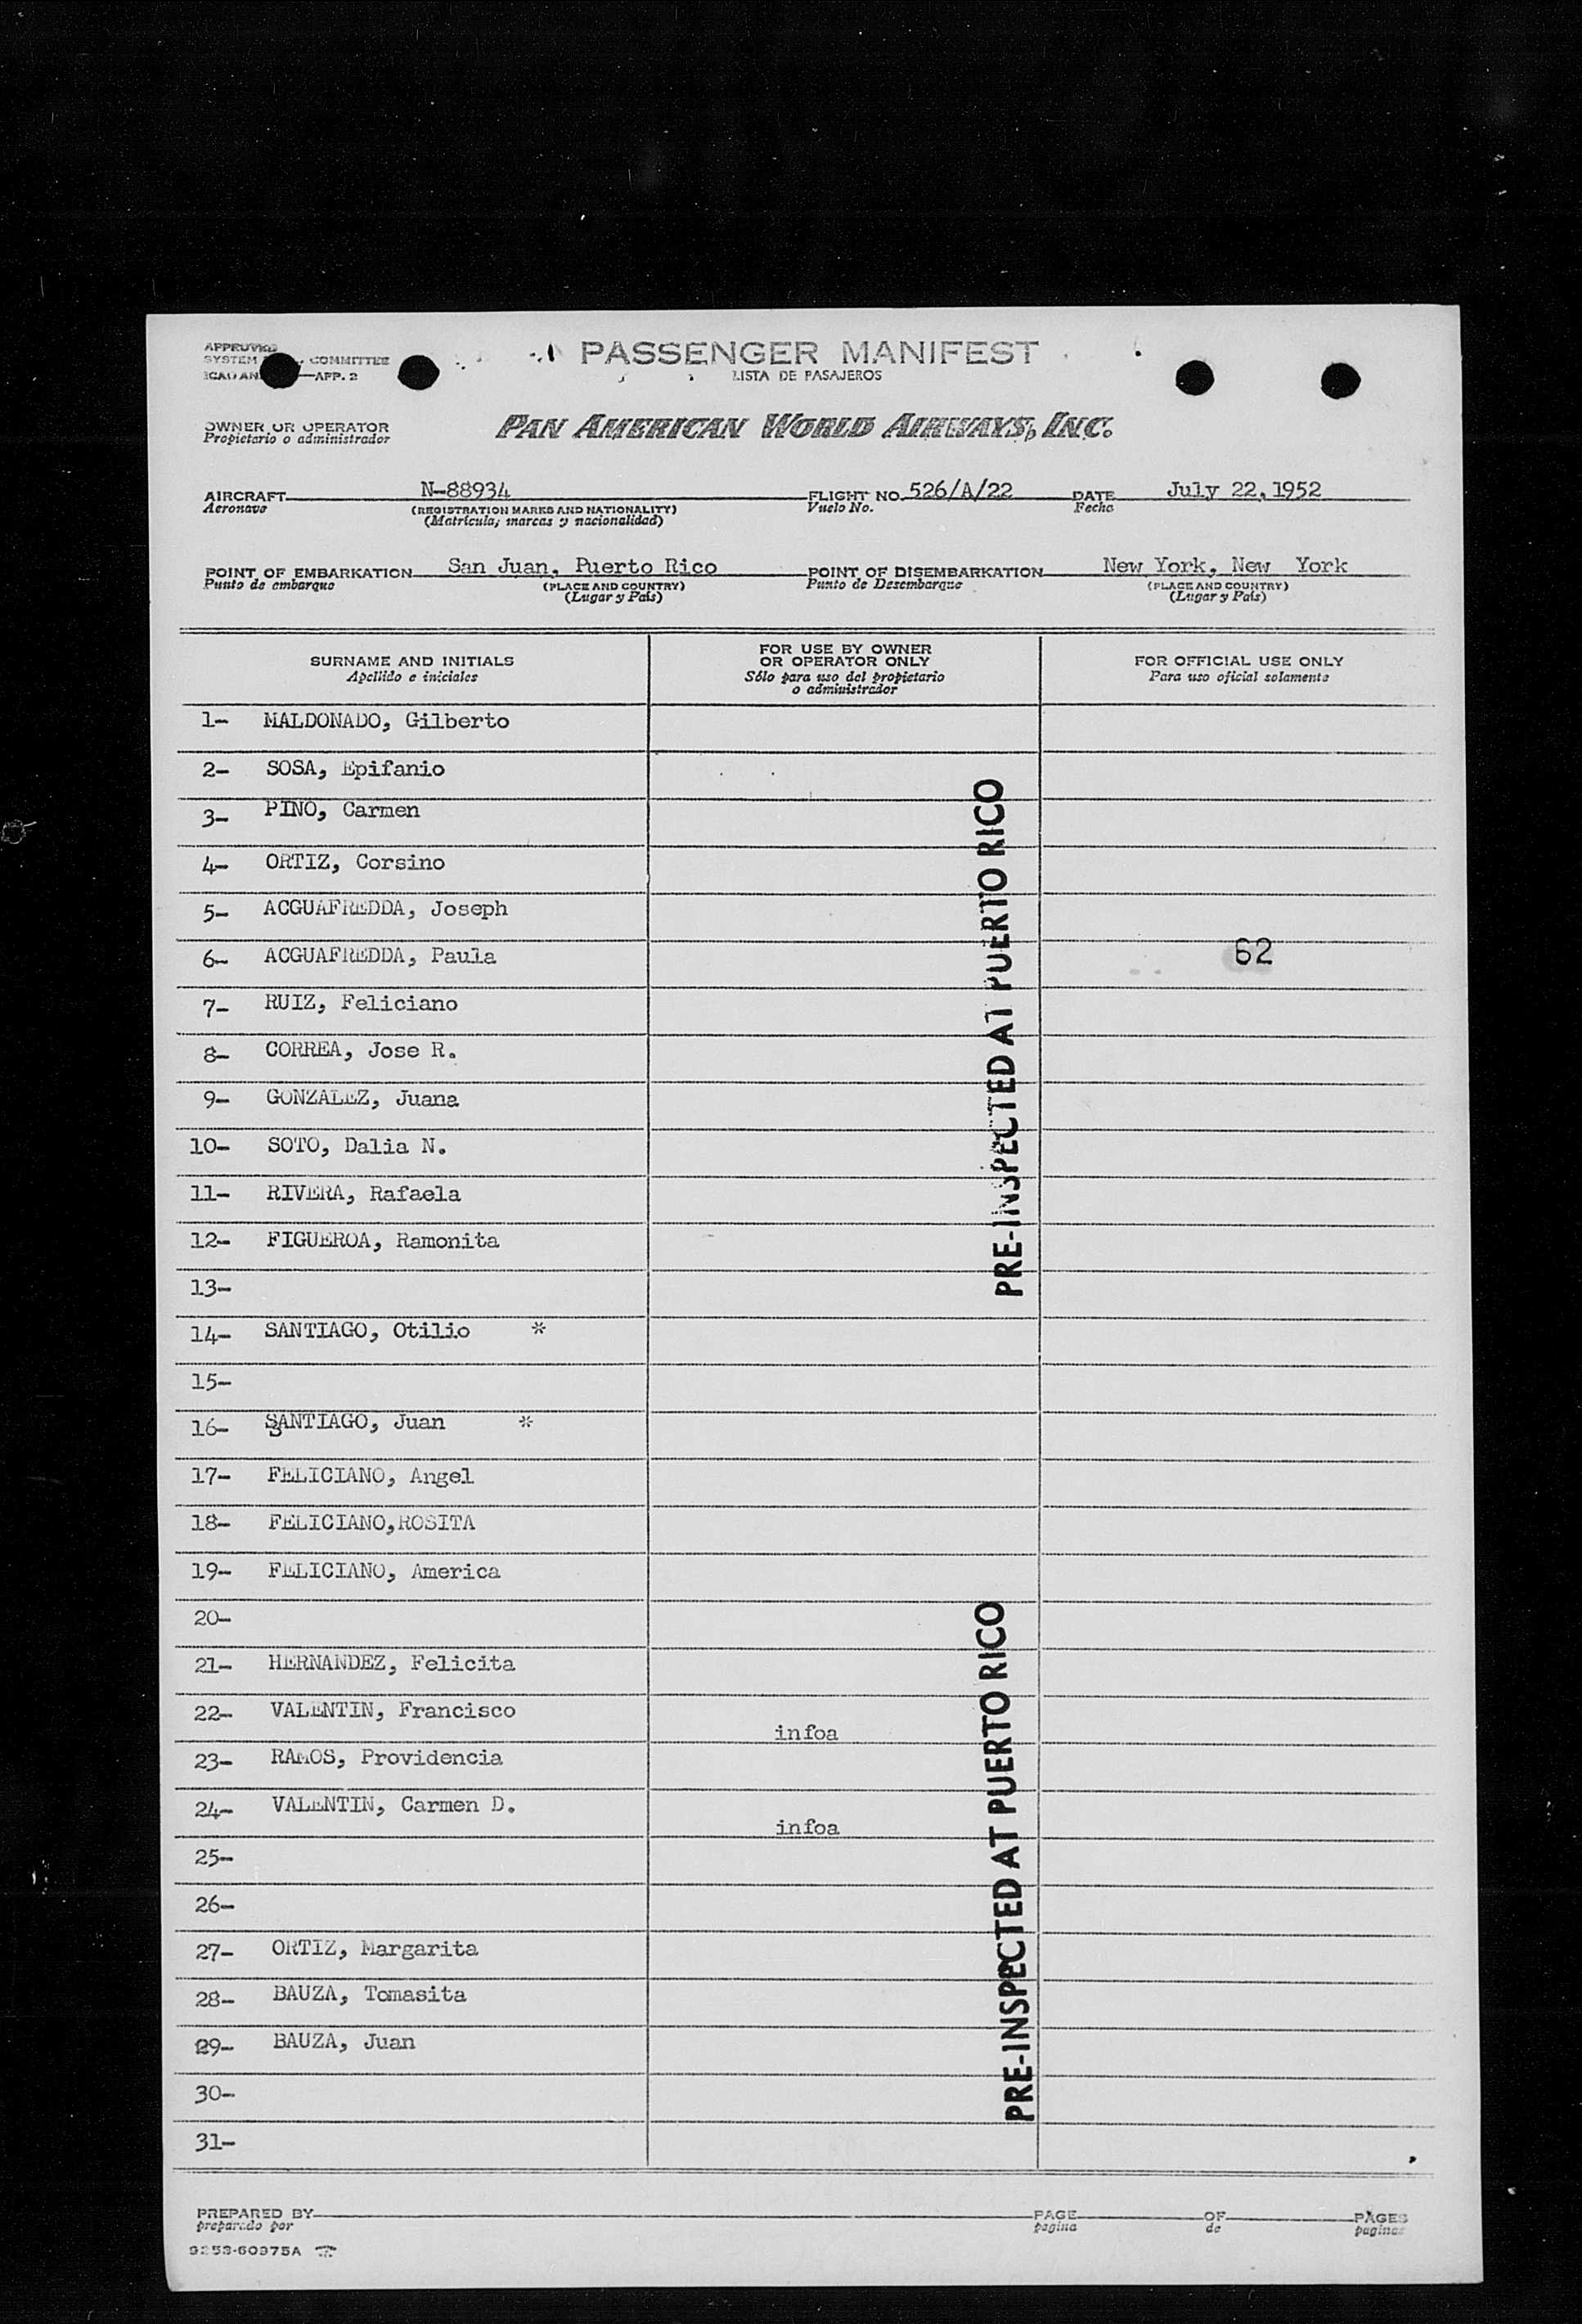 APPROVED
SYSTEM COMMITTEE
ICAO AN —APP. 2
PASSENGER MANIFEST
LISTA DE PASAJEROS
OWNER OR OPERATOR
Propietario o administrador
PAN AMERICAN WORLD AIRWAYS, INC.
AIRCRAFT N-88934 FLIGHT NO. 526/A/22 DATE July 22, 1952
Aeronave (REGISTRATION MARKS AND NATIONALITY) Vuelo No. Fecha
(Matrícula; marcas y nacionalidad)
POINT OF EMBARKATION San Juan, Puerto Rico POINT OF DISEMBARKATION New York, New York
Punto de embarque (PLACE AND COUNTRY) Punto de Desembarque (PLACE AND COUNTRY)
(Lugar y País) (Lugar y País)
SURNAME AND INITIALS
Apellido e iniciales
FOR USE BY OWNER
OR OPERATOR ONLY
Sólo para uso del propietario
o administrador
FOR OFFICIAL USE ONLY
Para uso oficial solamente
1- MALDONADO, Gilberto
2- SOSA, Epifanio
3- PINO, Carmen
4- ORTIZ, Corsino
5- ACGUAFREDDA, Joseph
6- ACGUAFREDDA, Paula 62
7- RUIZ, Feliciano
8- CORREA, Jose R.
9- GONZALEZ, Juana
10- SOTO, Dalia N.
11- RIVERA, Rafaela
12- FIGUEROA, Ramonita
PRE-INSPECTED AT PUERTO RICO
13-
14- SANTIAGO, Otilio *
15-
16- SANTIAGO, Juan *
17- FELICIANO, Angel
18- FELICIANO,ROSITA
19- FELICIANO, America
20-
21- HERNANDEZ, Felicita
22- VALENTIN, Francisco infoa
23- RAMOS, Providencia
24- VALENTIN, Carmen D. infoa
25-
26-
27- ORTIZ, Margarita
28- BAUZA, Tomasita
29- BAUZA, Juan
PRE-INSPECTED AT PUERTO RICO
30-
31-
PREPARED BY PAGE OF PAGES
preparado por pagina de paginas